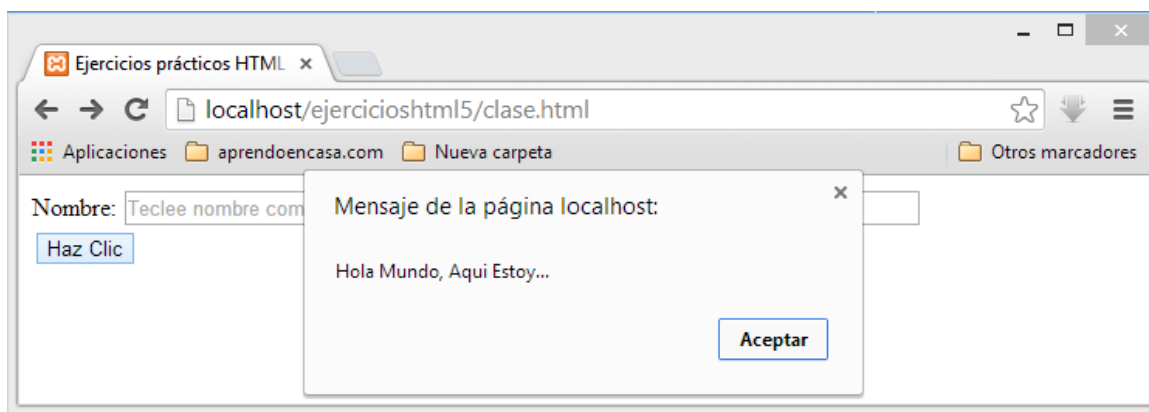 Ejercicios prácticos HTML
localhost/ejercicioshtml5/clase.html
Aplicaciones aprendoencasa.com Nueva carpeta Otros marcadores
Nombre: Teclee nombre com
Haz Clic
Mensaje de la página localhost:
Hola Mundo, Aqui Estoy...
Aceptar